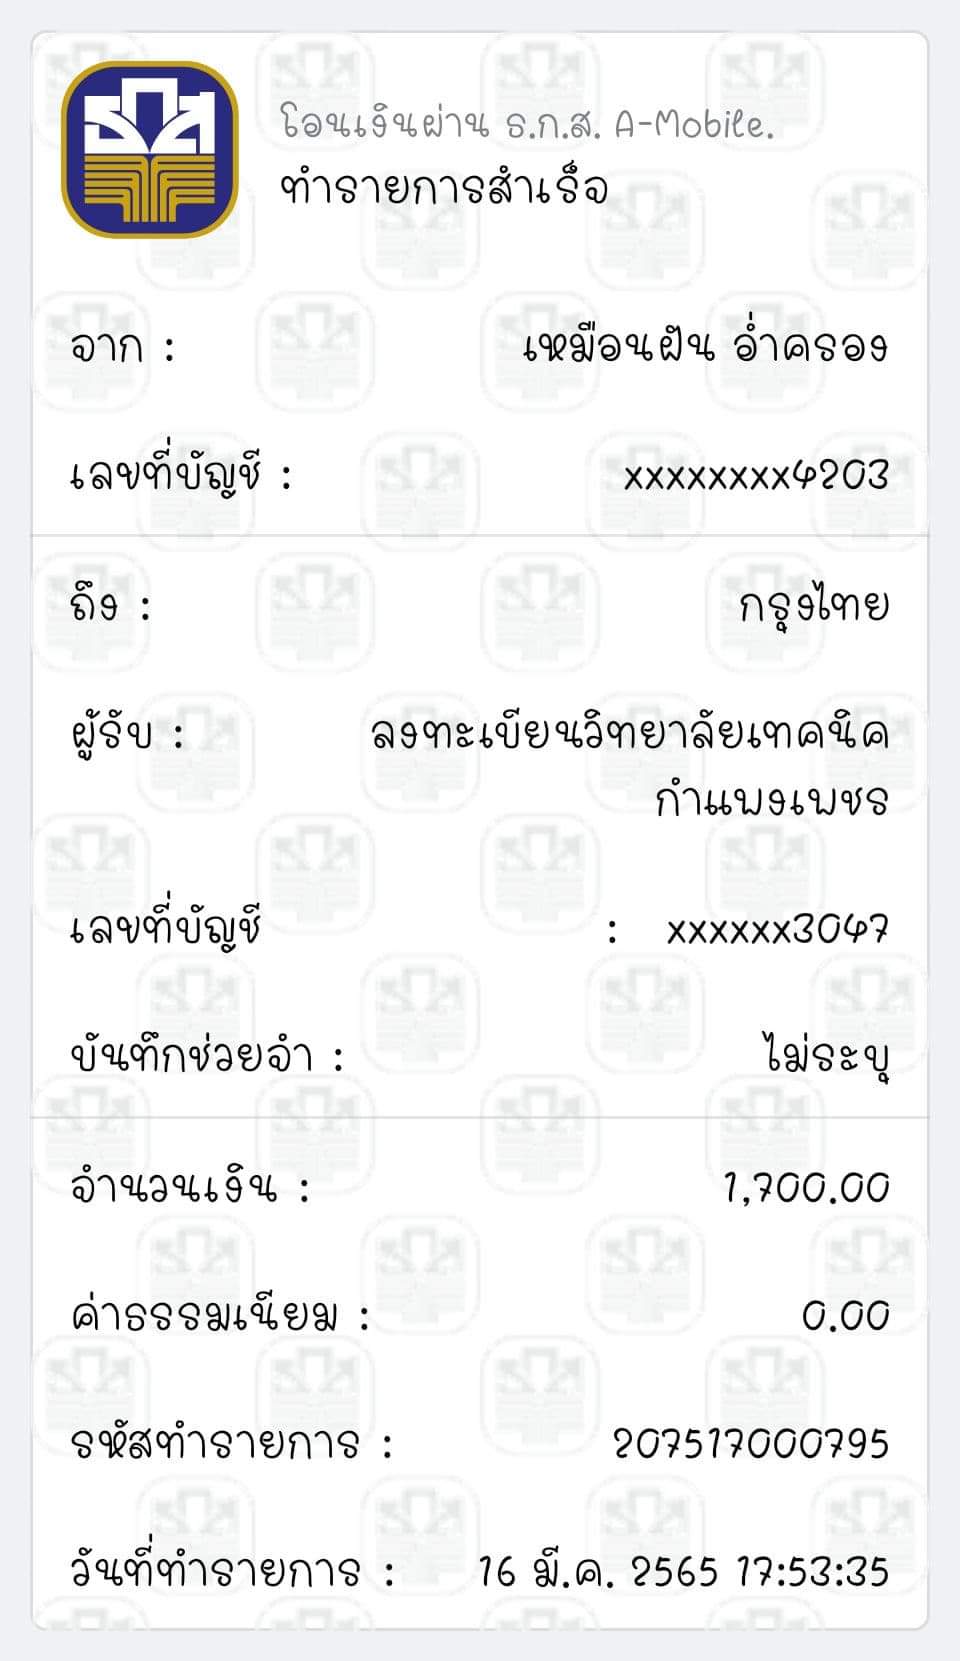 ธกส
โอนเงินผ่าน ธ.ก.ส. A-Mobile.
ทำรายการสำเร็จ
จาก : เหมือนฝัน อ่ำครอง
เลขที่บัญชี : xxxxxxxx4203
ถึง : กรุงไทย
ผู้รับ : ลงทะเบียนวิทยาลัยเทคนิค
กำแพงเพชร
เลขที่บัญชี : xxxxxx3047
บันทึกช่วยจำ : ไม่ระบุ
จำนวนเงิน : 1,700.00
ค่าธรรมเนียม : 0.00
รหัสทำรายการ : 207517000795
วันที่ทำรายการ : 16 มี.ค. 2565 17:53:35